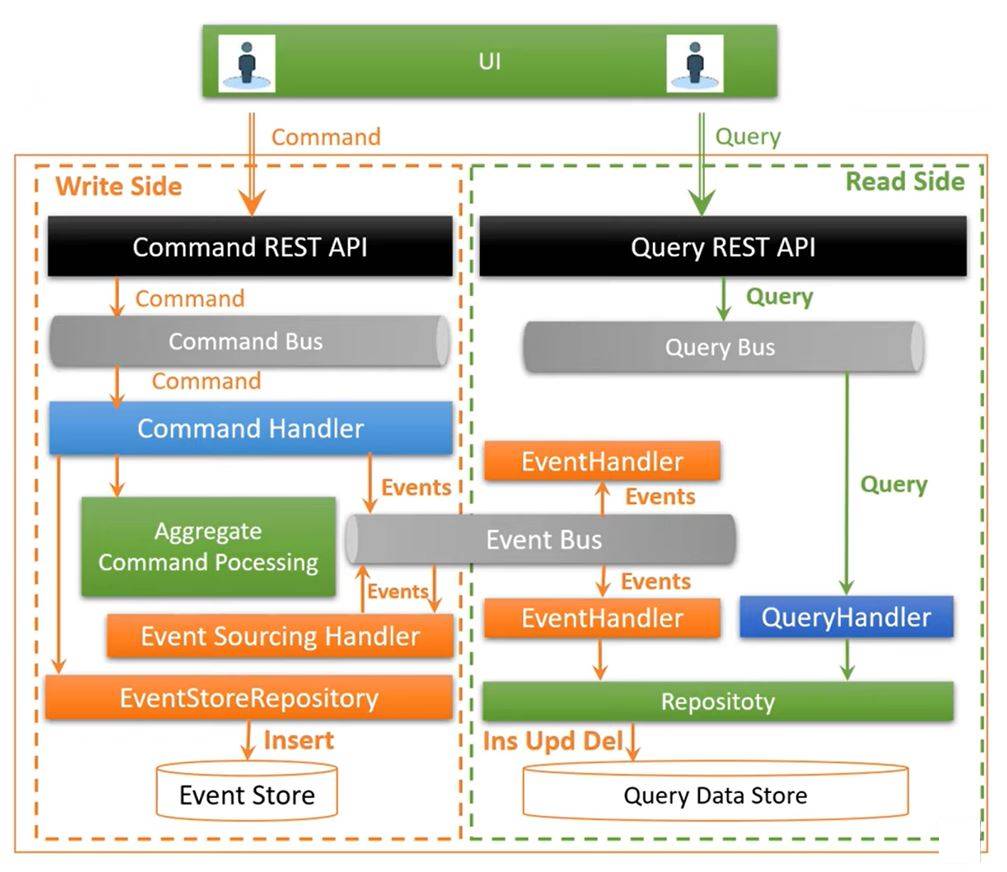 UI
Command
Query
Write Side
Read Side
Command REST API
Query REST API
Command
Query
Command Bus
Query Bus
Command
Command Handler
EventHandler
Events
Events
Query
Aggregate
Command Pocessing
Event Bus
Events
Events
Event Sourcing Handler
EventHandler
QueryHandler
EventStoreRepository
Repositoty
Insert
Ins Upd Del
Event Store
Query Data Store